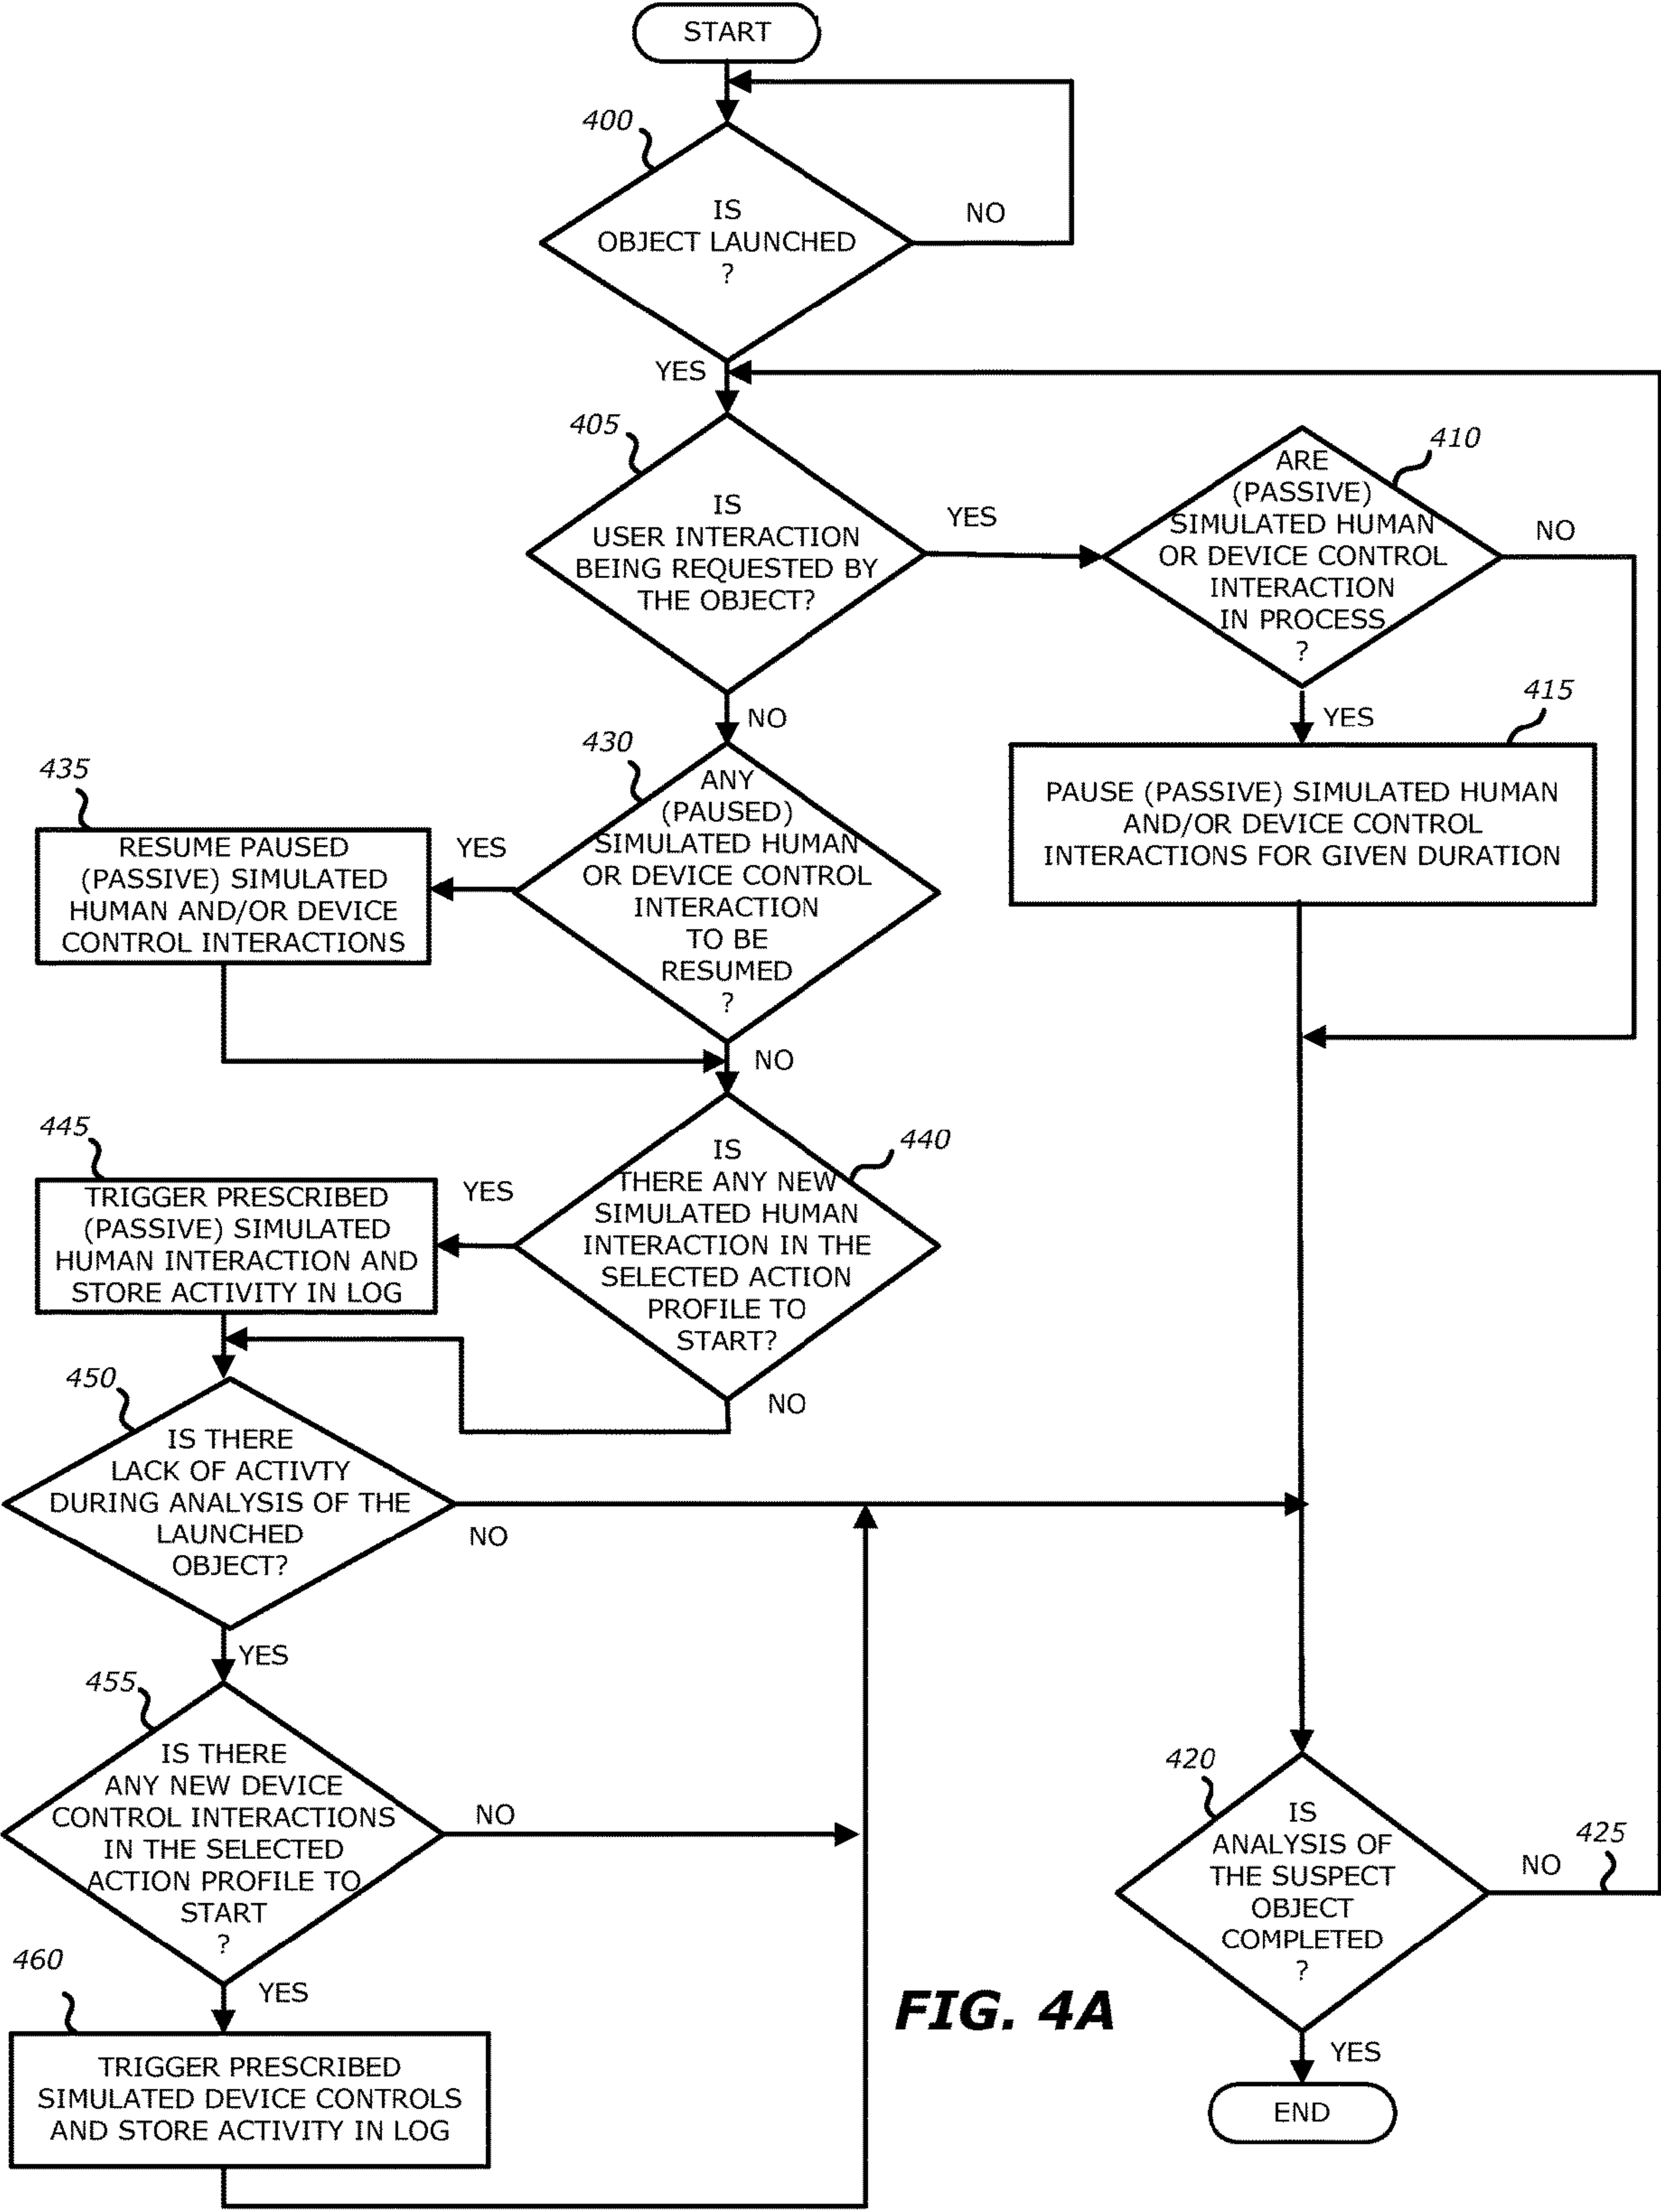 START
400
IS
OBJECT LAUNCHED
?
NO
YES
405
IS
USER INTERACTION
BEING REQUESTED BY
THE OBJECT?
YES
410
ARE
(PASSIVE)
SIMULATED HUMAN
OR DEVICE CONTROL
INTERACTION
IN PROCESS
?
NO
YES
415
PAUSE (PASSIVE) SIMULATED HUMAN
AND/OR DEVICE CONTROL
INTERACTIONS FOR GIVEN DURATION
NO
430
ANY
(PAUSED)
SIMULATED HUMAN
OR DEVICE CONTROL
INTERACTION
TO BE
RESUMED
?
YES
435
RESUME PAUSED
(PASSIVE) SIMULATED
HUMAN AND/OR DEVICE
CONTROL INTERACTIONS
NO
440
IS
THERE ANY NEW
SIMULATED HUMAN
INTERACTION IN THE
SELECTED ACTION
PROFILE TO
START?
YES
445
TRIGGER PRESCRIBED
(PASSIVE) SIMULATED
HUMAN INTERACTION AND
STORE ACTIVITY IN LOG
NO
450
IS THERE
LACK OF ACTIVTY
DURING ANALYSIS OF THE
LAUNCHED
OBJECT?
NO
YES
455
IS THERE
ANY NEW DEVICE
CONTROL INTERACTIONS
IN THE SELECTED
ACTION PROFILE TO
START
?
NO
YES
460
TRIGGER PRESCRIBED
SIMULATED DEVICE CONTROLS
AND STORE ACTIVITY IN LOG
420
IS
ANALYSIS OF
THE SUSPECT
OBJECT
COMPLETED
?
NO
425
YES
END
FIG. 4A